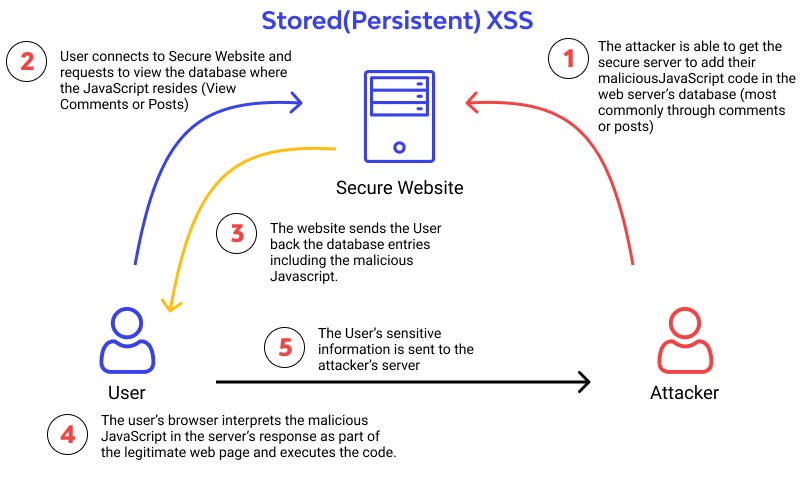 Stored(Persistent) XSS
1
The attacker is able to get the
secure server to add their
maliciousJavaScript code in the
web server's database (most
commonly through comments
or posts)
2
User connects to Secure Website and
requests to view the database where
the JavaScript resides (View
Comments or Posts)
Secure Website
3
The website sends the User
back the database entries
including the malicious
Javascript.
User
Attacker
4
The user's browser interprets the malicious
JavaScript in the server's response as part of
the legitimate web page and executes the code.
5
The User's sensitive
information is sent to the
attacker's server